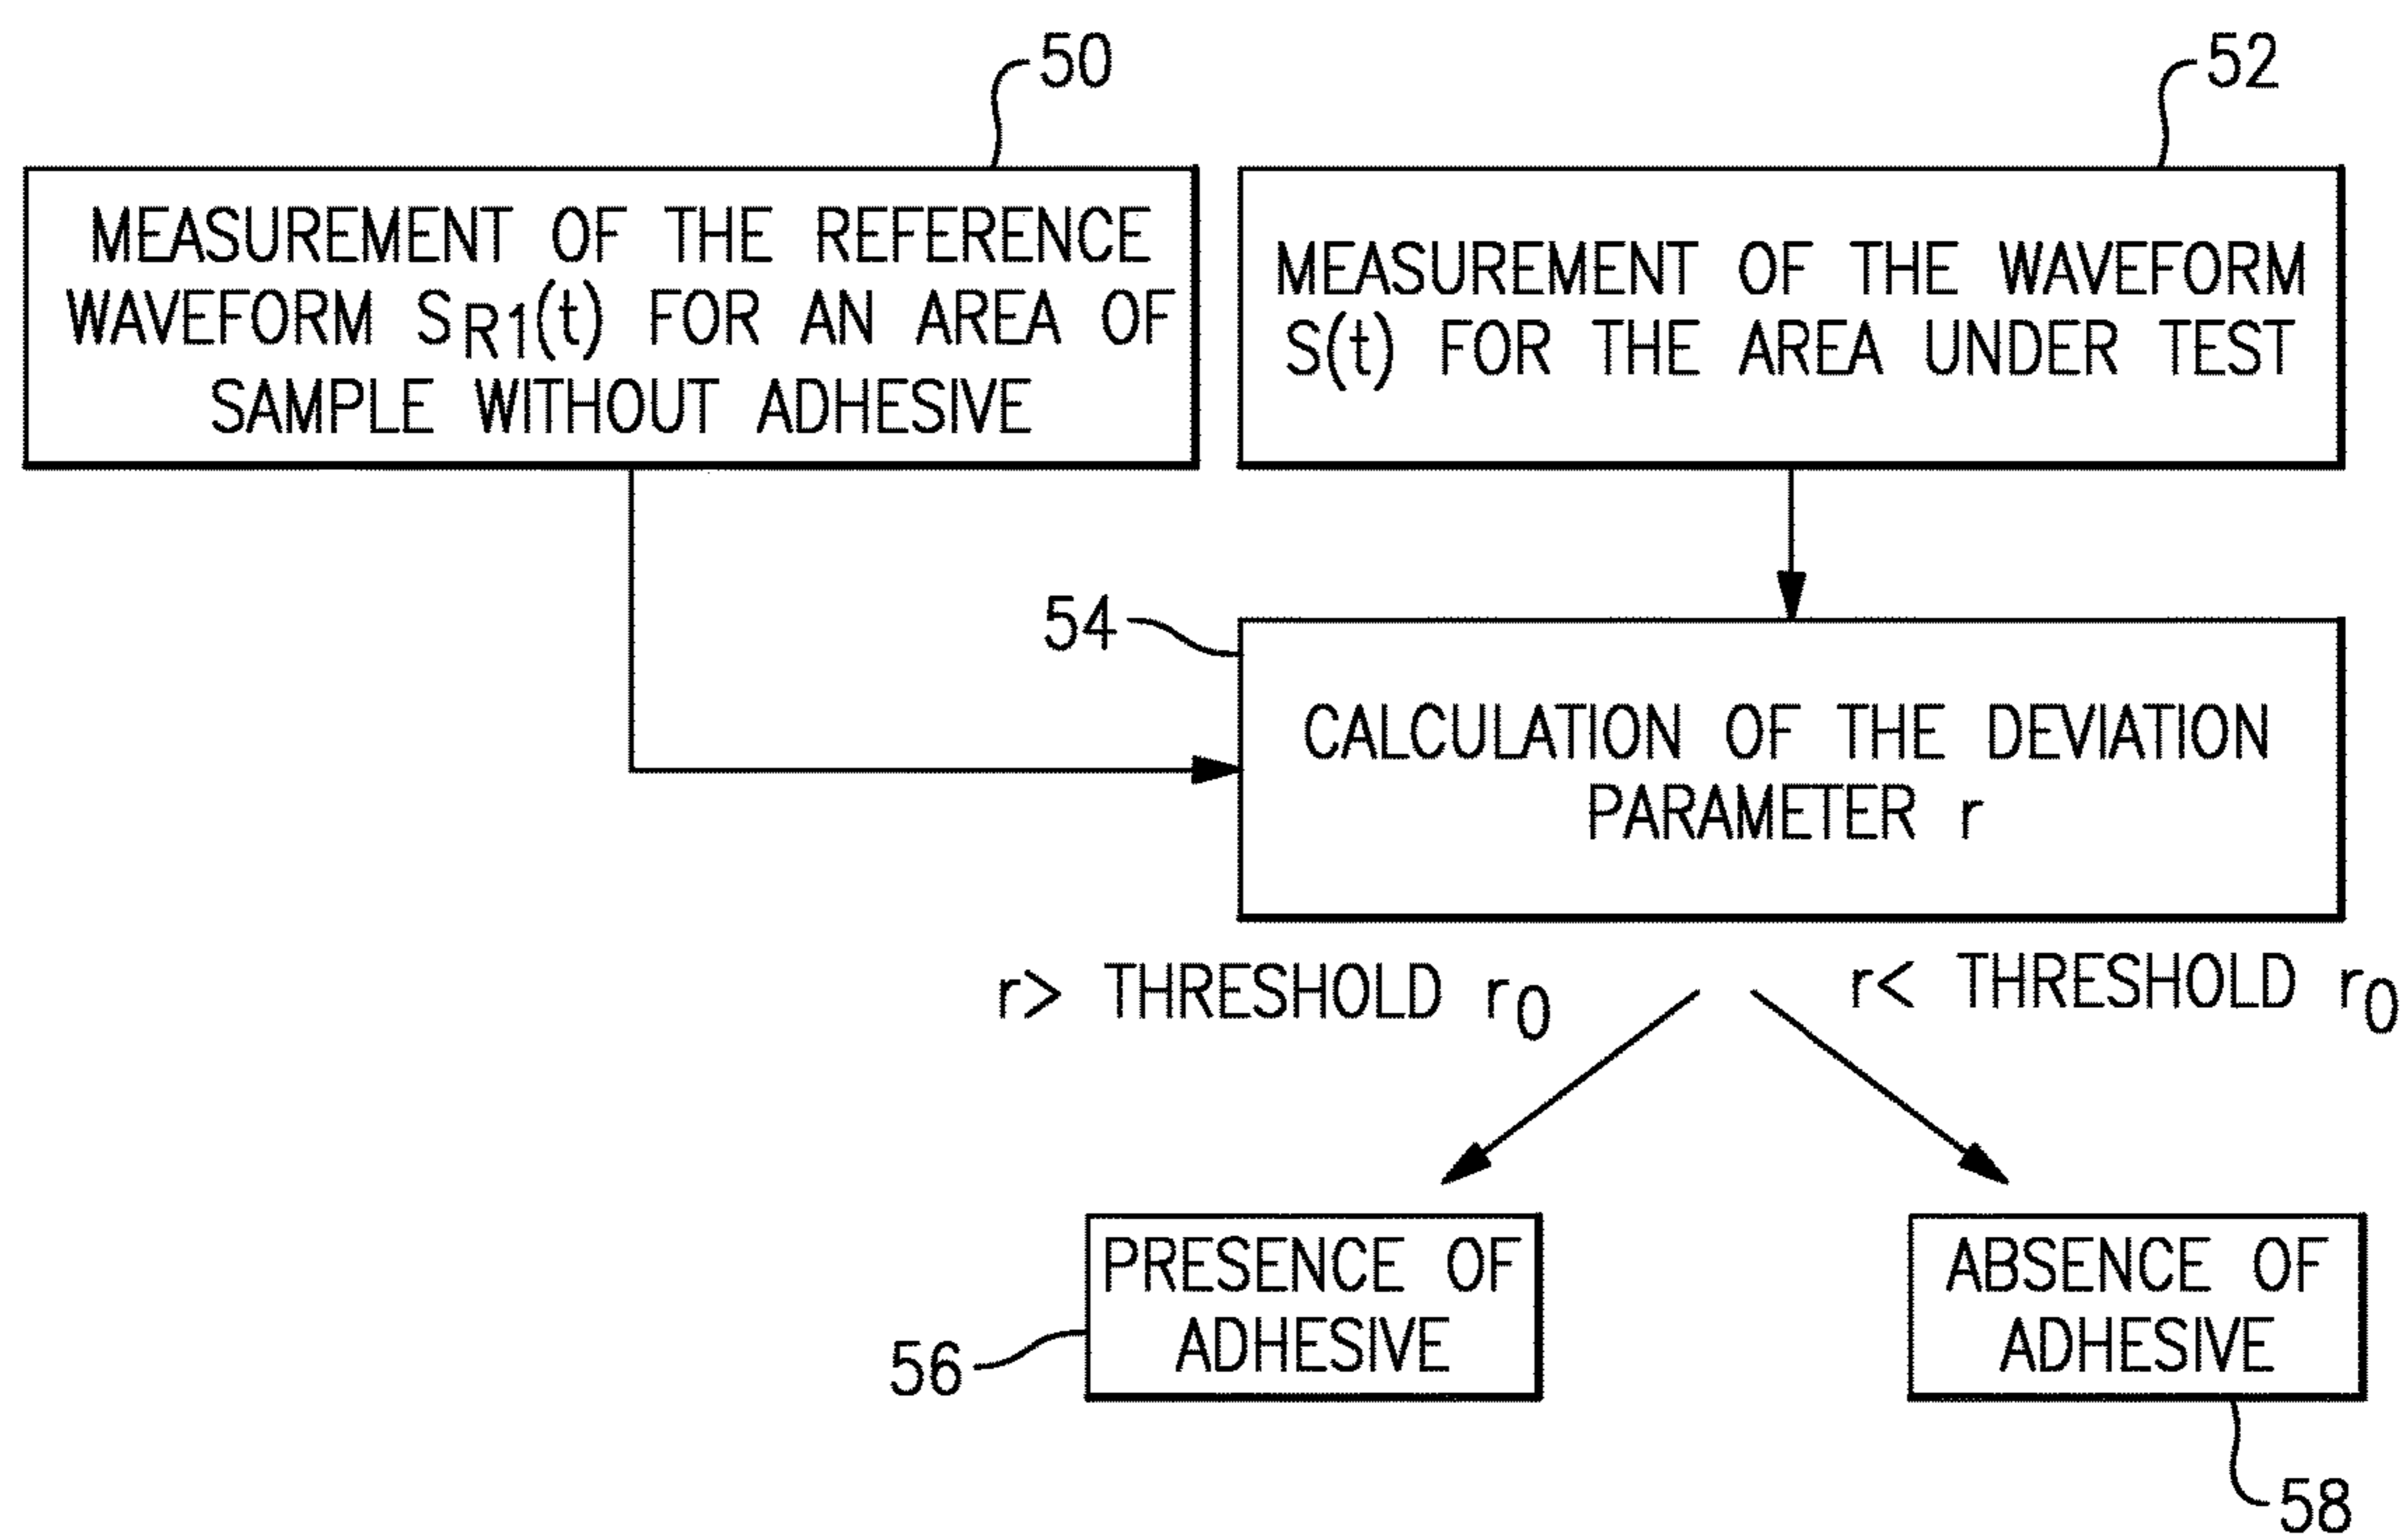 50
52
MEASUREMENT OF THE REFERENCE
WAVEFORM SR1(t) FOR AN AREA OF
SAMPLE WITHOUT ADHESIVE
MEASUREMENT OF THE WAVEFORM
S(t) FOR THE AREA UNDER TEST
54
CALCULATION OF THE DEVIATION
PARAMETER r
r> THRESHOLD r0
r< THRESHOLD r0
PRESENCE OF
ADHESIVE
56
ABSENCE OF
ADHESIVE
58